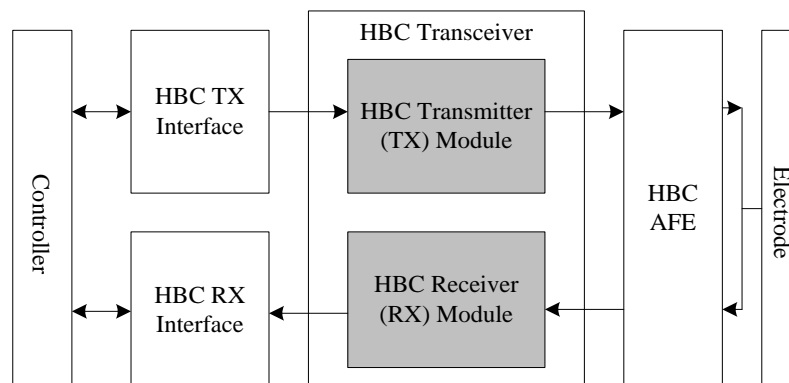 HBC Transceiver
HBC TX
Interface
HBC Transmitter
(TX) Module
Controller
HBC
AFE
Electrode
HBC RX
Interface
HBC Receiver
(RX) Module